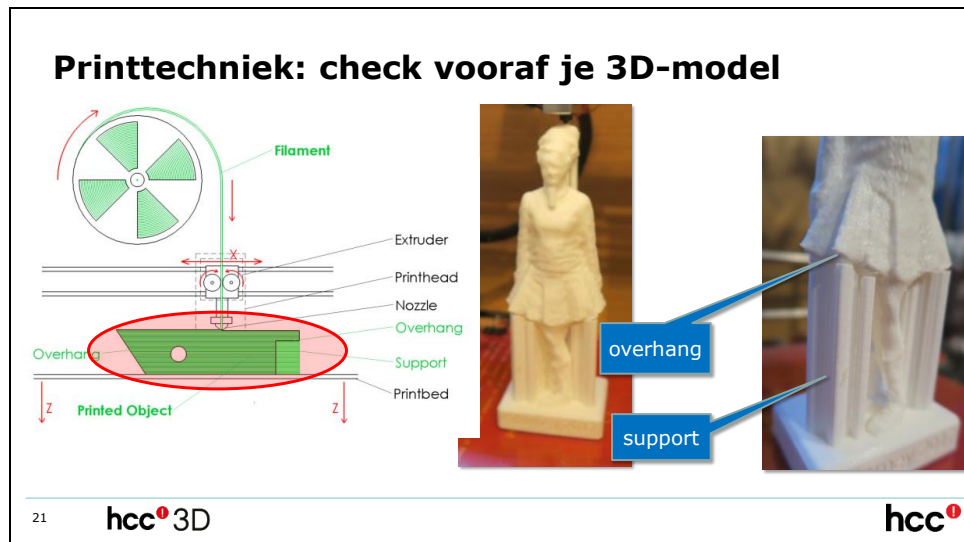 Printtechniek: check vooraf je 3D-model
Filament
X
Extruder
Printhead
Nozzle
Overhang
Overhang
Support
Printbed
Z
Z
Printed Object
overhang
support
21
hcc! 3D
hcc!